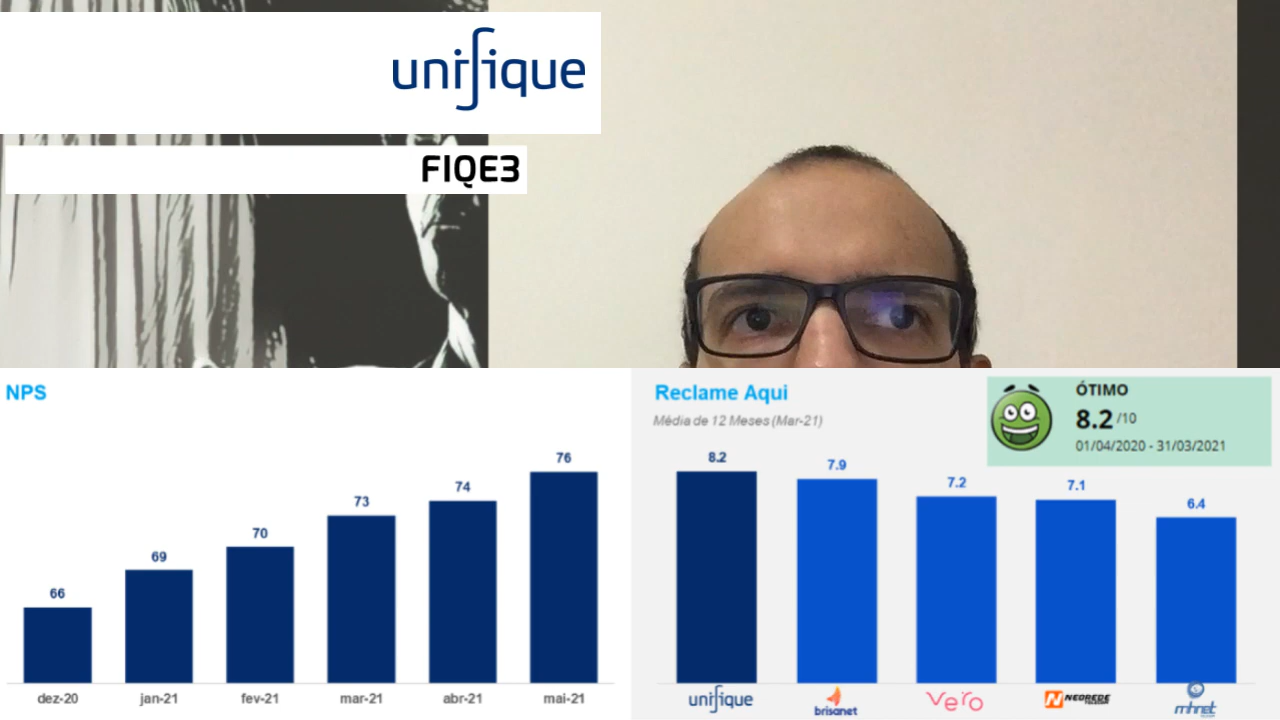 unifique
FIQE3
NPS
66
69
70
73
74
76
dez-20
jan-21
fev-21
mar-21
abr-21
mai-21
Reclame Aqui
Média de 12 Meses (Mar-21)
ÓTIMO
8.2 /10
01/04/2020 - 31/03/2021
8.2
7.9
7.2
7.1
6.4
unifique
brisanet
vero
NEOREDE
mhnet